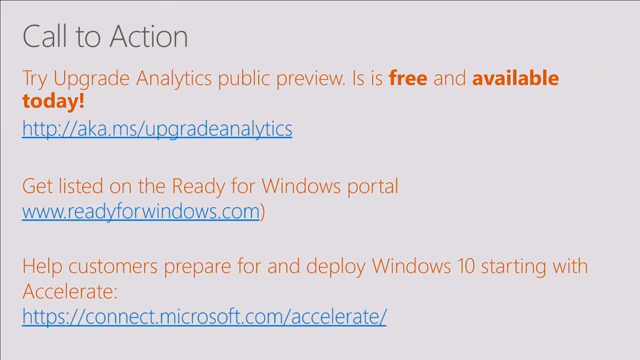 Call to Action
Try Upgrade Analytics public preview. Is is free and available
today!
http://aka.ms/upgradeanalytics
Get listed on the Ready for Windows portal
www.readyforwindows.com)
Help customers prepare for and deploy Windows 10 starting with
Accelerate:
https://connect.microsoft.com/accelerate/